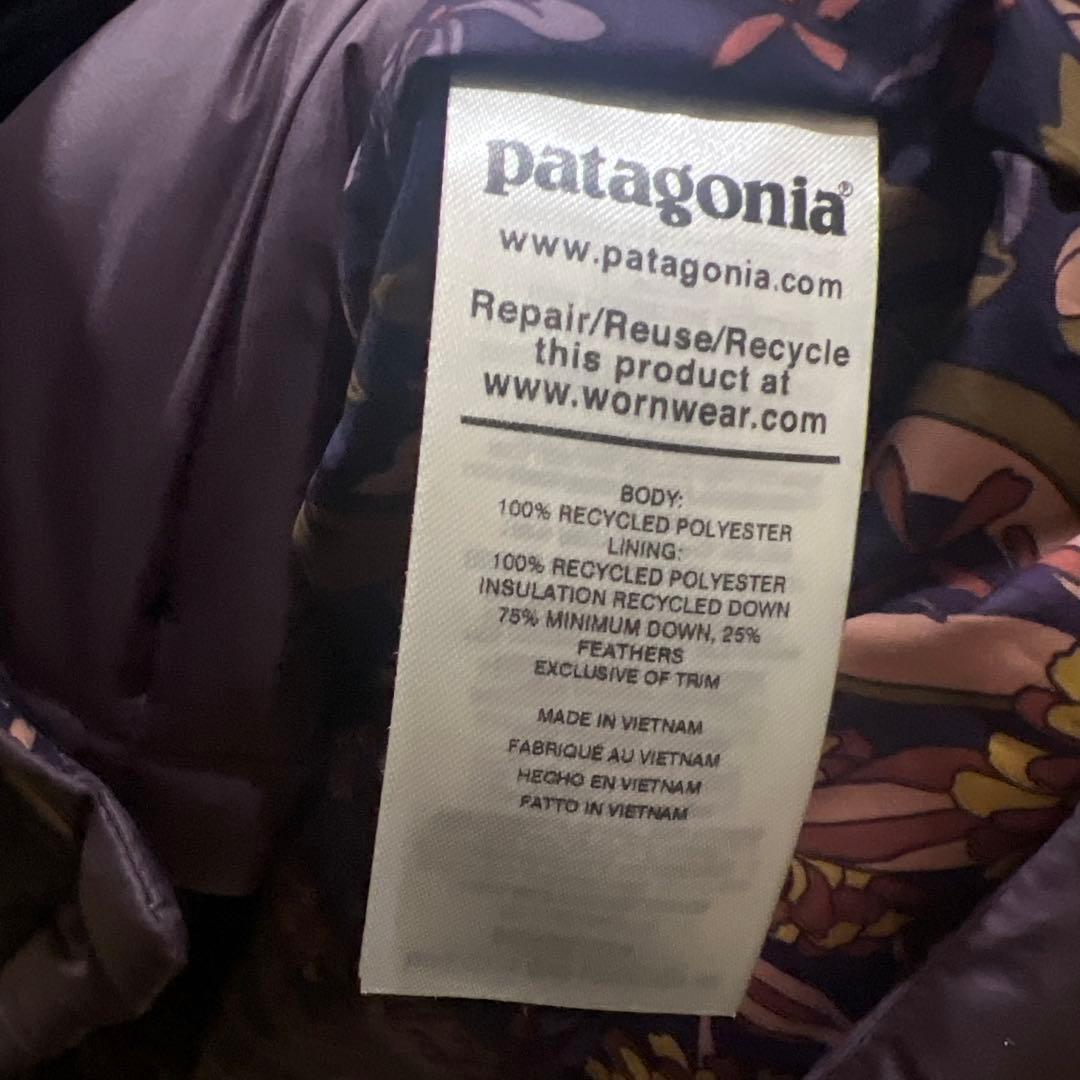 patagonia®
www.patagonia.com
Repair/Reuse/Recycle
this product at
www.wornwear.com
BODY:
100% RECYCLED POLYESTER
LINING:
100% RECYCLED POLYESTER
INSULATION RECYCLED DOWN
75% MINIMUM DOWN, 25%
FEATHERS
EXCLUSIVE OF TRIM
MADE IN VIETNAM
FABRIQUÉ AU VIETNAM
HECHO EN VIETNAM
FATTO IN VIETNAM